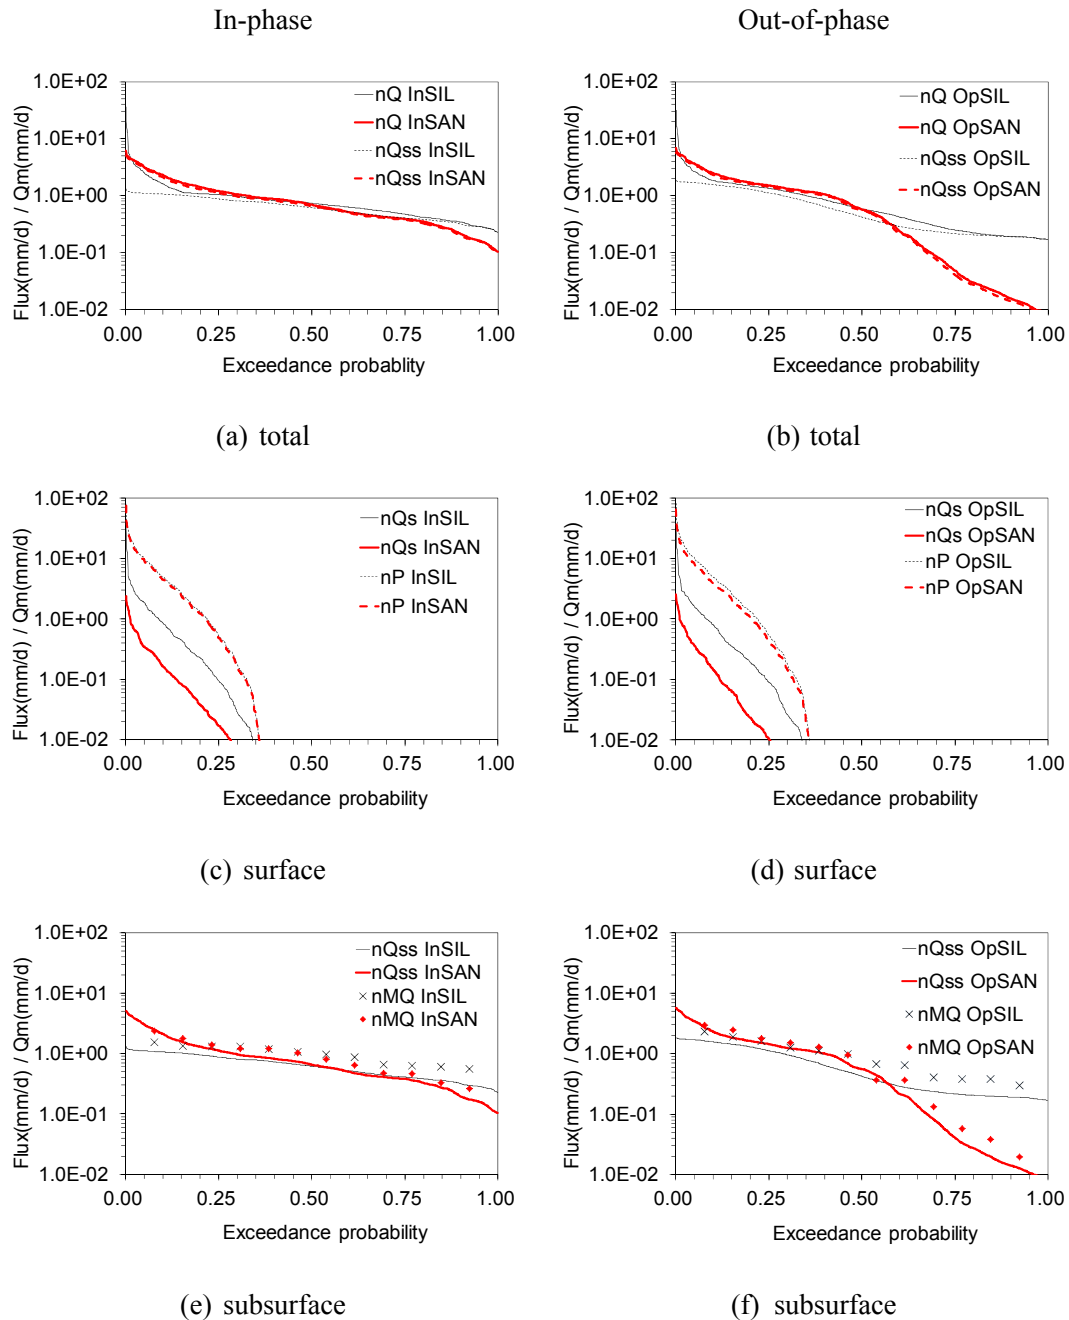 In-phase
Out-of-phase
Flux(mm/d) / Qm(mm/d)
1.0E+02
1.0E+01
1.0E+00
1.0E-01
1.0E-02
nQ InSIL
nQ InSAN
nQss InSIL
nQss InSAN
0.00 0.25 0.50 0.75 1.00
Exceedance probablity
(a) total
Flux(mm/d) / Qm(mm/d)
1.0E+02
1.0E+01
1.0E+00
1.0E-01
1.0E-02
nQ OpSIL
nQ OpSAN
nQss OpSIL
nQss OpSAN
0.00 0.25 0.50 0.75 1.00
Exceedance probablity
(b) total
Flux(mm/d) / Qm(mm/d)
1.0E+02
1.0E+01
1.0E+00
1.0E-01
1.0E-02
nQs InSIL
nQs InSAN
nP InSIL
nP InSAN
0.00 0.25 0.50 0.75 1.00
Exceedance probability
(c) surface
Flux(mm/d) / Qm(mm/d)
1.0E+02
1.0E+01
1.0E+00
1.0E-01
1.0E-02
nQs OpSIL
nQs OpSAN
nP OpSIL
nP OpSAN
0.00 0.25 0.50 0.75 1.00
Exceedance probability
(d) surface
Flux(mm/d) / Qm(mm/d)
1.0E+02
1.0E+01
1.0E+00
1.0E-01
1.0E-02
nQss InSIL
nQss InSAN
nMQ InSIL
nMQ InSAN
0.00 0.25 0.50 0.75 1.00
Exceedance probability
(e) subsurface
Flux(mm/d) / Qm(mm/d)
1.0E+02
1.0E+01
1.0E+00
1.0E-01
1.0E-02
nQss OpSIL
nQss OpSAN
nMQ OpSIL
nMQ OpSAN
0.00 0.25 0.50 0.75 1.00
Exceedance probability
(f) subsurface